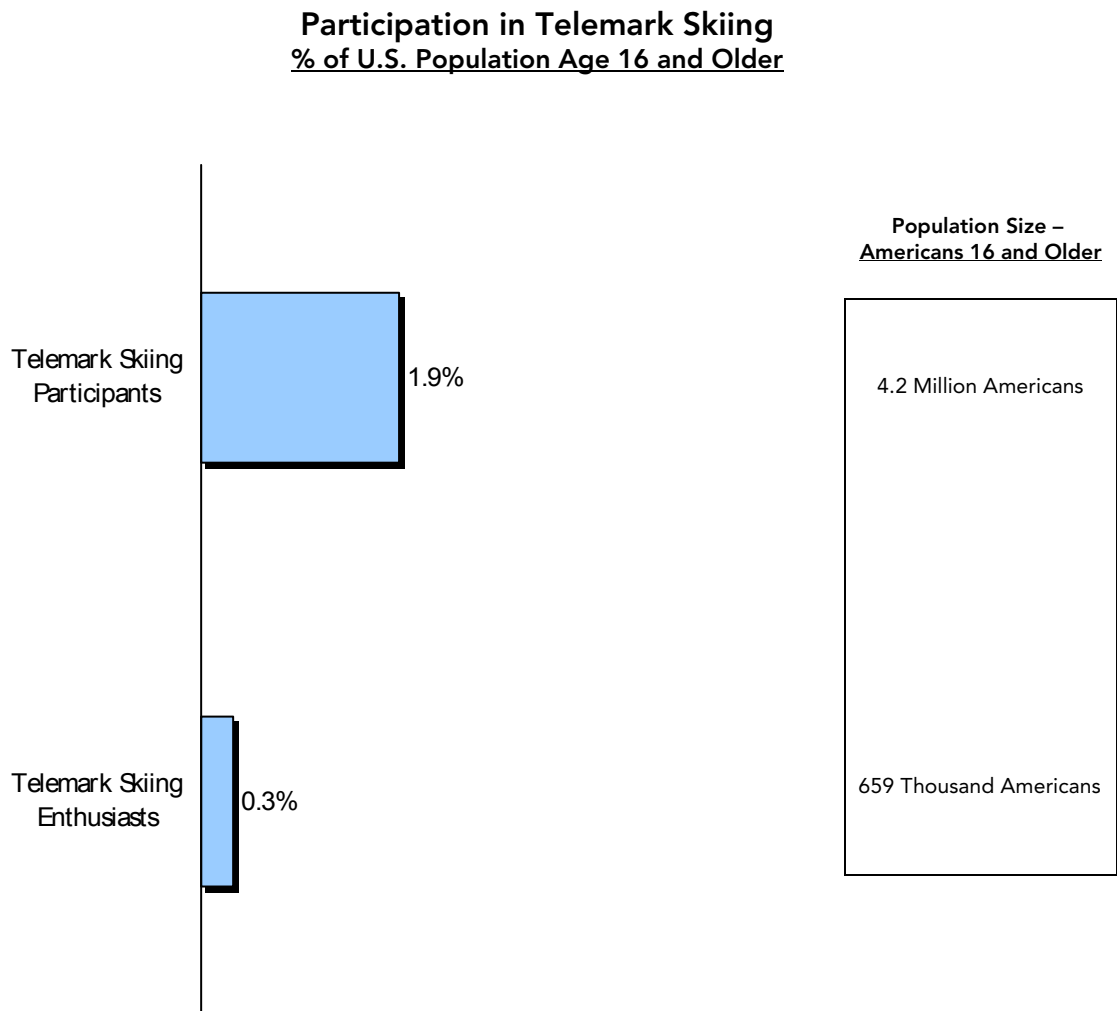 Participation in Telemark Skiing
% of U.S. Population Age 16 and Older
Population Size –
Americans 16 and Older
Telemark Skiing
Participants
1.9%
4.2 Million Americans
Telemark Skiing
Enthusiasts
0.3%
659 Thousand Americans